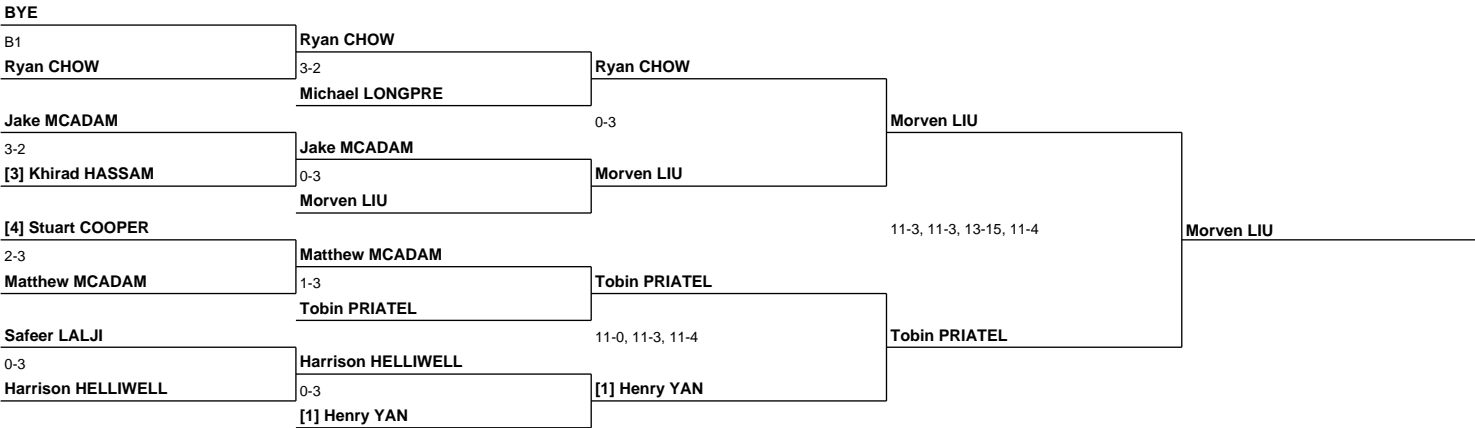 BYE
B1
Ryan CHOW
Jake MCADAM
3-2
[3] Khirad HASSAM
[4] Stuart COOPER
2-3
Matthew MCADAM
Safeer LALJI
0-3
Harrison HELLIWELL
Ryan CHOW
3-2
Michael LONGPRE
Jake MCADAM
0-3
Morven LIU
Matthew MCADAM
1-3
Tobin PRIATEL
Harrison HELLIWELL
0-3
[1] Henry YAN
Ryan CHOW
0-3
Morven LIU
Tobin PRIATEL
11-0, 11-3, 11-4
[1] Henry YAN
Morven LIU
11-3, 11-3, 13-15, 11-4
Tobin PRIATEL
Morven LIU